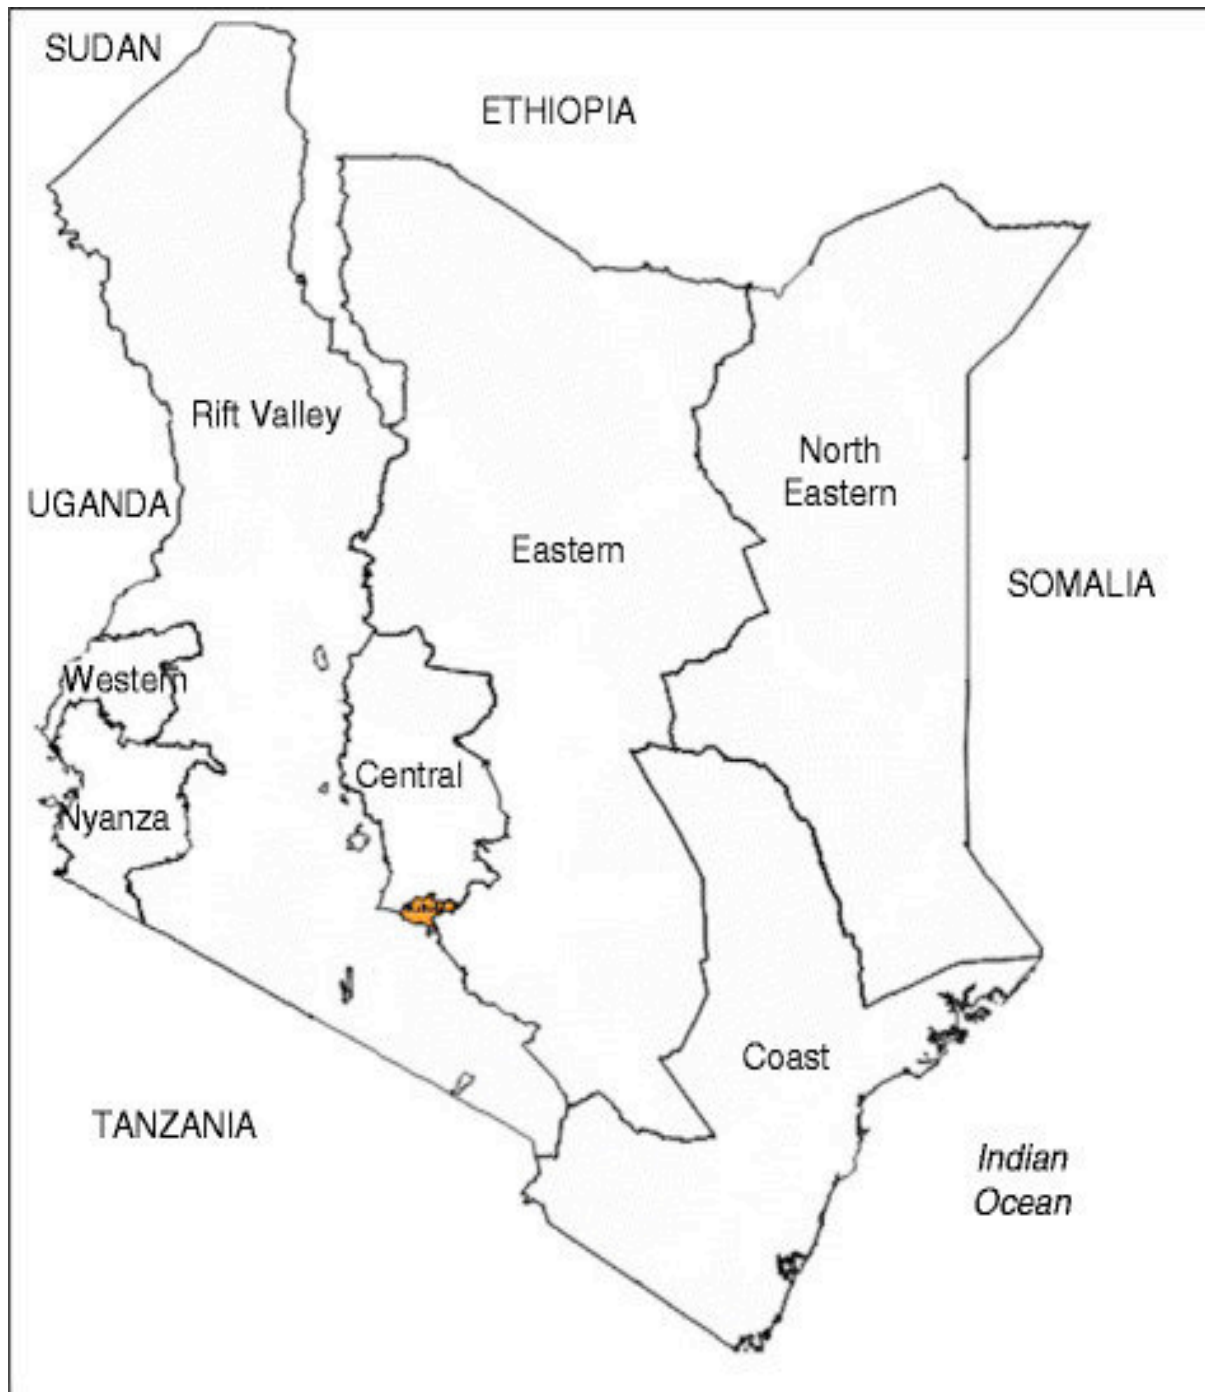 SUDAN
ETHIOPIA
Rift Valley
North
Eastern
UGANDA
Eastern
SOMALIA
Western
Central
Nyanza
Coast
TANZANIA
Indian
Ocean